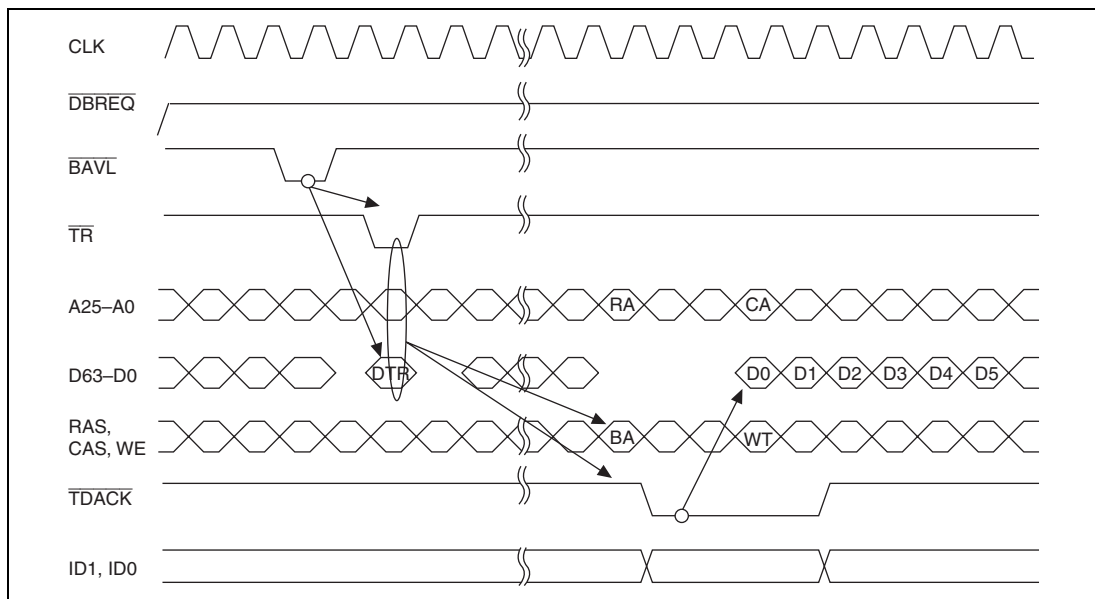 CLK
DBREQ
BAVL
TR
A25–A0 RA CA
D63–D0 DTR D0 D1 D2 D3 D4 D5
RAS,
CAS, WE BA WT
TDACK
ID1, ID0